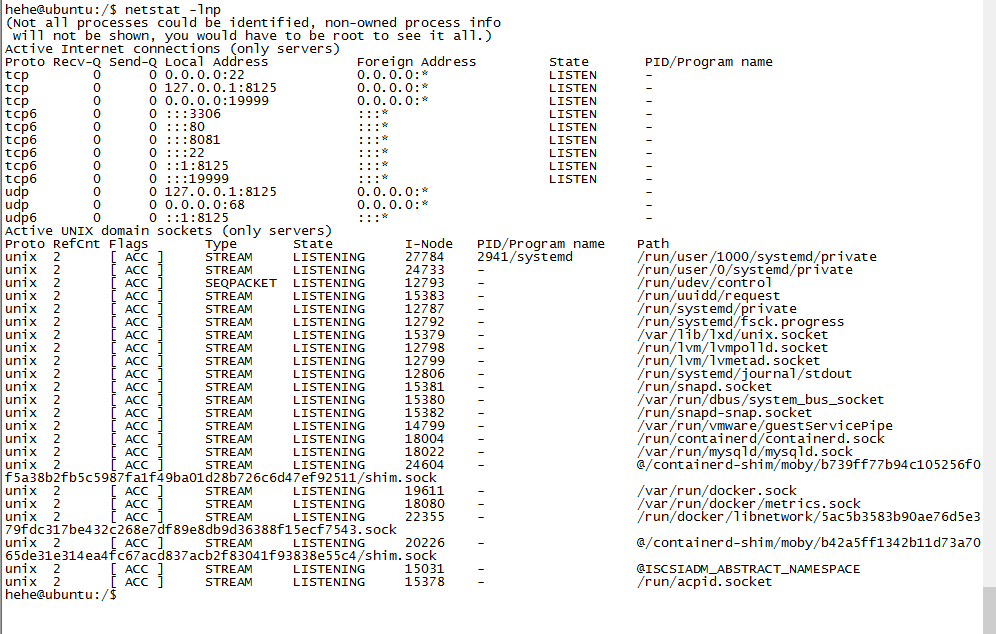 hehe@ubuntu:/$ netstat -lnp
(Not all processes could be identified, non-owned process info
 will not be shown, you would have to be root to see it all.)
Active Internet connections (only servers)
Proto Recv-Q Send-Q Local Address           Foreign Address         State       PID/Program name
tcp        0      0 0.0.0.0:22              0.0.0.0:*               LISTEN      -
tcp        0      0 127.0.0.1:8125          0.0.0.0:*               LISTEN      -
tcp        0      0 0.0.0.0:19999           0.0.0.0:*               LISTEN      -
tcp6       0      0 :::3306                 :::*                    LISTEN      -
tcp6       0      0 :::80                   :::*                    LISTEN      -
tcp6       0      0 :::8081                 :::*                    LISTEN      -
tcp6       0      0 :::22                   :::*                    LISTEN      -
tcp6       0      0 ::1:8125                :::*                    LISTEN      -
tcp6       0      0 :::19999                :::*                    LISTEN      -
udp        0      0 127.0.0.1:8125          0.0.0.0:*                           -
udp        0      0 0.0.0.0:68              0.0.0.0:*                           -
udp6       0      0 ::1:8125                :::*                                -
Active UNIX domain sockets (only servers)
Proto RefCnt Flags       Type       State         I-Node   PID/Program name    Path
unix  2      [ ACC ]     STREAM     LISTENING     27784    2941/systemd        /run/user/1000/systemd/private
unix  2      [ ACC ]     STREAM     LISTENING     24733    -                   /run/user/0/systemd/private
unix  2      [ ACC ]     SEQPACKET  LISTENING     12793    -                   /run/udev/control
unix  2      [ ACC ]     STREAM     LISTENING     15383    -                   /run/uuidd/request
unix  2      [ ACC ]     STREAM     LISTENING     12787    -                   /run/systemd/private
unix  2      [ ACC ]     STREAM     LISTENING     12792    -                   /run/systemd/fsck.progress
unix  2      [ ACC ]     STREAM     LISTENING     15379    -                   /var/lib/lxd/unix.socket
unix  2      [ ACC ]     STREAM     LISTENING     12798    -                   /run/lvm/lvmpolld.socket
unix  2      [ ACC ]     STREAM     LISTENING     12799    -                   /run/lvm/lvmetad.socket
unix  2      [ ACC ]     STREAM     LISTENING     12806    -                   /run/systemd/journal/stdout
unix  2      [ ACC ]     STREAM     LISTENING     15381    -                   /run/snapd.socket
unix  2      [ ACC ]     STREAM     LISTENING     15380    -                   /var/run/dbus/system_bus_socket
unix  2      [ ACC ]     STREAM     LISTENING     15382    -                   /run/snapd-snap.socket
unix  2      [ ACC ]     STREAM     LISTENING     14799    -                   /var/run/vmware/guestServicePipe
unix  2      [ ACC ]     STREAM     LISTENING     18004    -                   /run/containerd/containerd.sock
unix  2      [ ACC ]     STREAM     LISTENING     18022    -                   /var/run/mysqld/mysqld.sock
unix  2      [ ACC ]     STREAM     LISTENING     24604    -                   @/containerd-shim/moby/b739ff77b94c105256f0
f5a38b2fb5c5987fa1f49ba01d28b726c6d47ef92511/shim.sock
unix  2      [ ACC ]     STREAM     LISTENING     19611    -                   /var/run/docker.sock
unix  2      [ ACC ]     STREAM     LISTENING     18080    -                   /var/run/docker/metrics.sock
unix  2      [ ACC ]     STREAM     LISTENING     22355    -                   /run/docker/libnetwork/5ac5b3583b90ae76d5e3
79fdc317be432c268e7df89e8db9d36388f15ecf7543.sock
unix  2      [ ACC ]     STREAM     LISTENING     20226    -                   @/containerd-shim/moby/b42a5ff1342b11d73a70
65de31e314ea4fc67acd837acb2f83041f93838e55c4/shim.sock
unix  2      [ ACC ]     STREAM     LISTENING     15031    -                   @ISCSIADM_ABSTRACT_NAMESPACE
unix  2      [ ACC ]     STREAM     LISTENING     15378    -                   /run/acpid.socket
hehe@ubuntu:/$